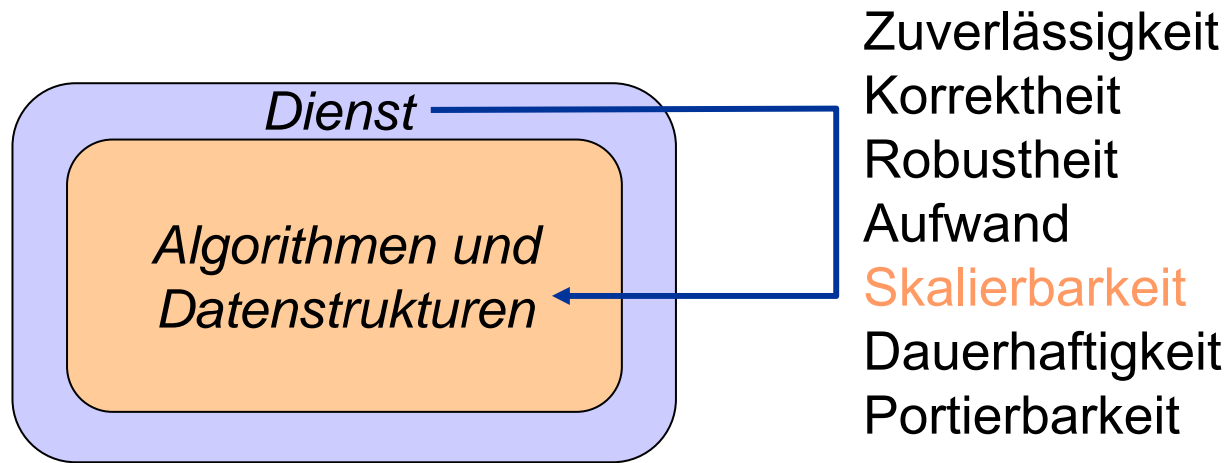 Dienst
Algorithmen und
Datenstrukturen
Zuverlässigkeit
Korrektheit
Robustheit
Aufwand
Skalierbarkeit
Dauerhaftigkeit
Portierbarkeit